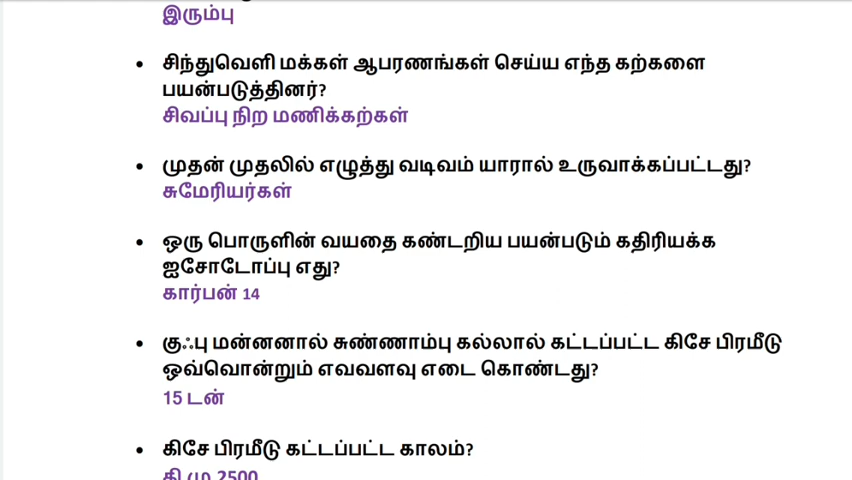 இரும்பு
சிந்துவெளி மக்கள் ஆபரணங்கள் செய்ய எந்த கற்களை
பயன்படுத்தினர்?
சிவப்பு நிற மணிக்கற்கள்
முதன் முதலில் எழுத்து வடிவம் யாரால் உருவாக்கப்பட்டது?
சுமேரியர்கள்
ஒரு பொருளின் வயதை கண்டறிய பயன்படும் கதிரியக்க
ஐசோடோப்பு எது?
கார்பன் 14
குஃபு மன்னனால் சுண்ணாம்பு கல்லால் கட்டப்பட்ட கிசே பிரமீடு
ஒவ்வொன்றும் எவவளவு எடை கொண்டது?
15 டன்
கிசே பிரமீடு கட்டப்பட்ட காலம்?
கி மு 2500